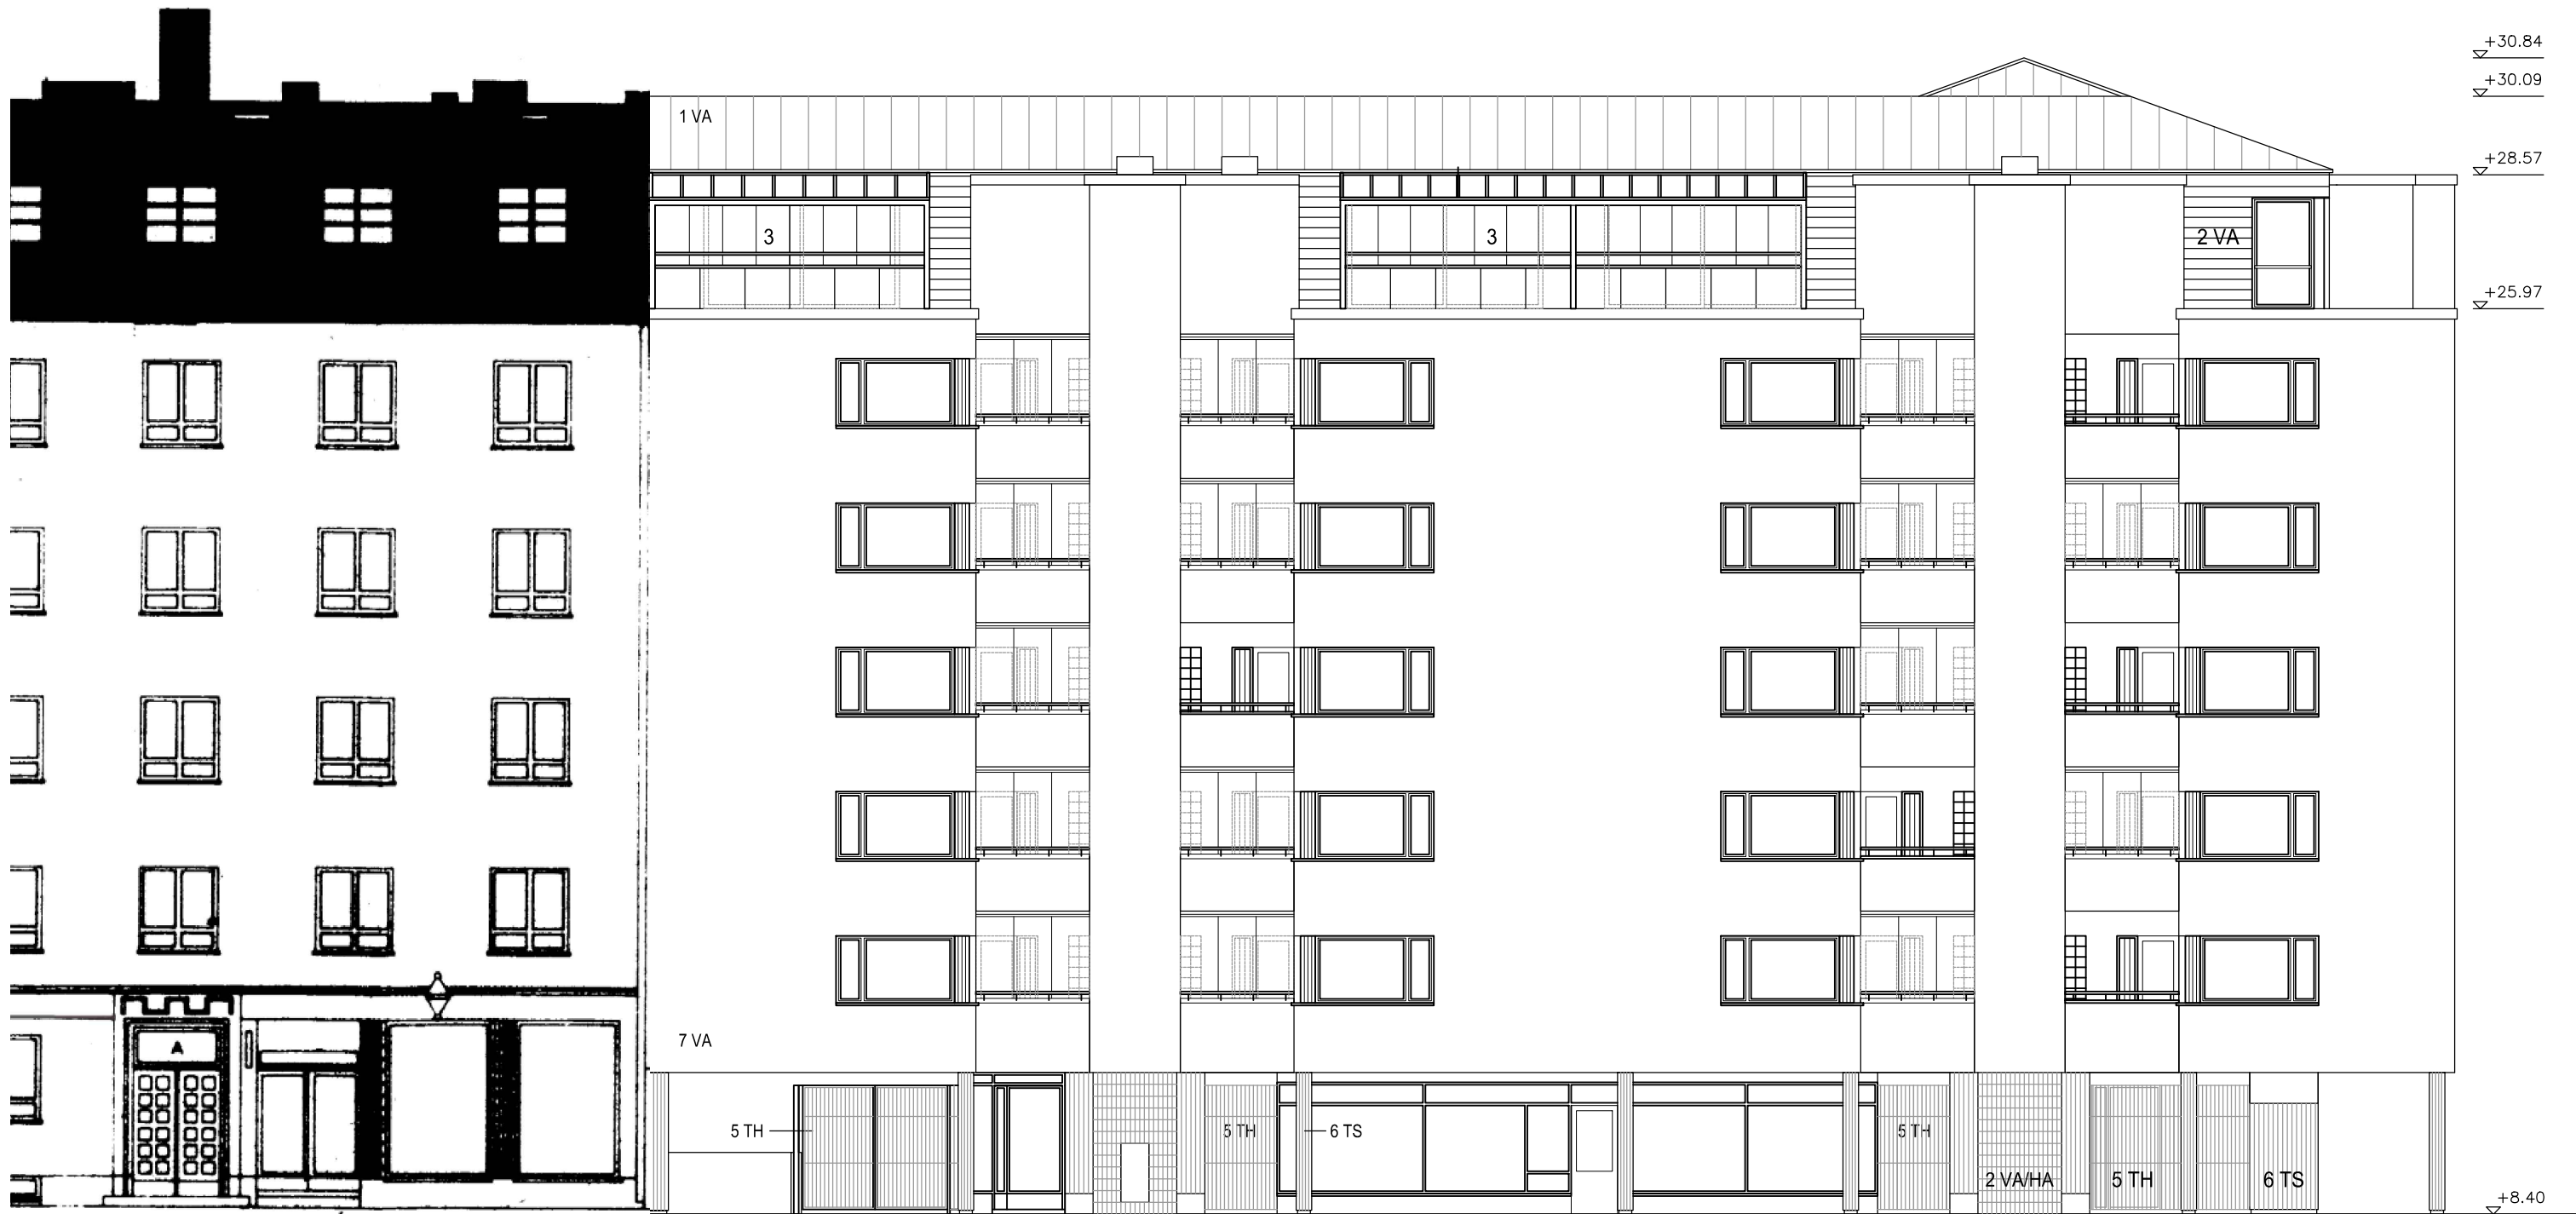 +30.84
+30.09
1 VA
+28.57
3
3
2 VA
+25.97
7 VA
A
5 TH
5 TH
6 TS
5 TH
2 VA/HA
5 TH
6 TS
+8.40